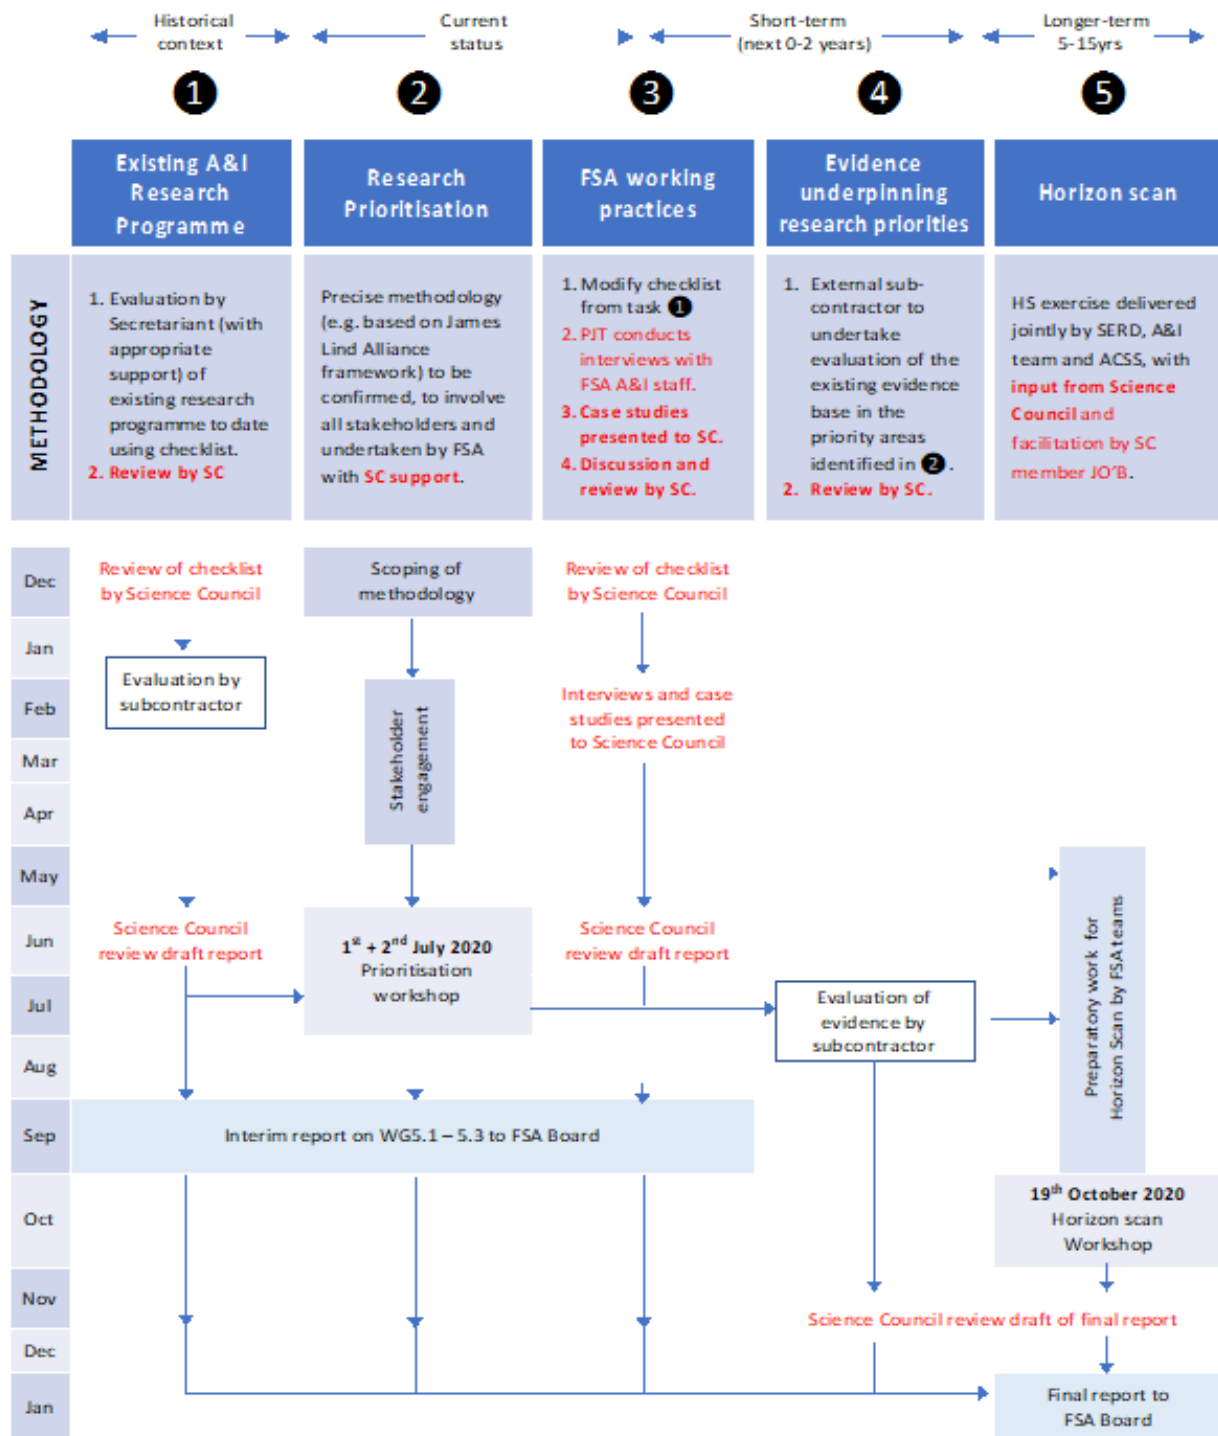 Historical
context
Current
status
Short-term
(next 0-2 years)
Longer-term
5-15yrs
1
2
3
4
5
Existing A&I
Research
Programme
Research
Prioritisation
FSA working
practices
Evidence
underpinning
research priorities
Horizon scan
METHODOLOGY
1. Evaluation by
Secretariant (with
appropriate
support) of
existing research
programme to date
using checklist.
2. Review by SC
Precise methodology
(e.g. based on James
Lind Alliance
framework) to be
confirmed, to involve
all stakeholders and
undertaken by FSA
with SC support.
1. Modify checklist
from task 1
2. PJT conducts
interviews with
FSA A&I staff.
3. Case studies
presented to SC.
4. Discussion and
review by SC.
1. External sub-
contractor to
undertake
evaluation of the
existing evidence
base in the
priority areas
identified in 2.
2. Review by SC.
HS exercise delivered
jointly by SERD, A&I
team and ACSS, with
input from Science
Council and
facilitation by SC
member JO'B.
Dec
Review of checklist
by Science Council
Scoping of
methodology
Review of checklist
by Science Council
Jan
Evaluation by
subcontractor
Feb
Stakeholder
engagement
Interviews and case
studies presented
to Science Council
Mar
Apr
May
Preparatory work for
Horizon Scan by FSA teams
Jun
Science Council
review draft report
1st + 2nd July 2020
Prioritisation
workshop
Science Council
review draft report
Jul
Evaluation of
evidence by
subcontractor
Aug
Sep
Interim report on WG5.1 – 5.3 to FSA Board
Oct
19th October 2020
Horizon scan
Workshop
Nov
Science Council review draft of final report
Dec
Jan
Final report to
FSA Board